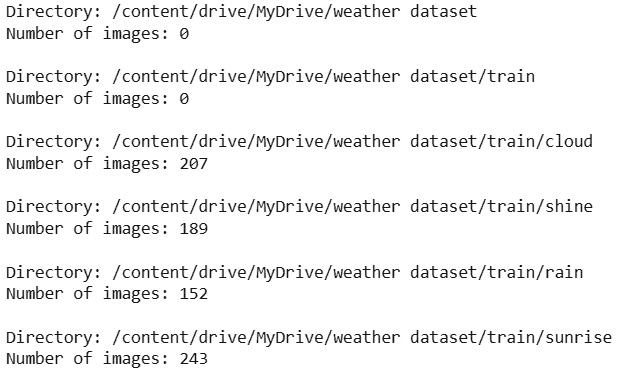 Directory: /content/drive/MyDrive/weather dataset
Number of images: 0
Directory: /content/drive/MyDrive/weather dataset/train
Number of images: 0
Directory: /content/drive/MyDrive/weather dataset/train/cloud
Number of images: 207
Directory: /content/drive/MyDrive/weather dataset/train/shine
Number of images: 189
Directory: /content/drive/MyDrive/weather dataset/train/rain
Number of images: 152
Directory: /content/drive/MyDrive/weather dataset/train/sunrise
Number of images: 243